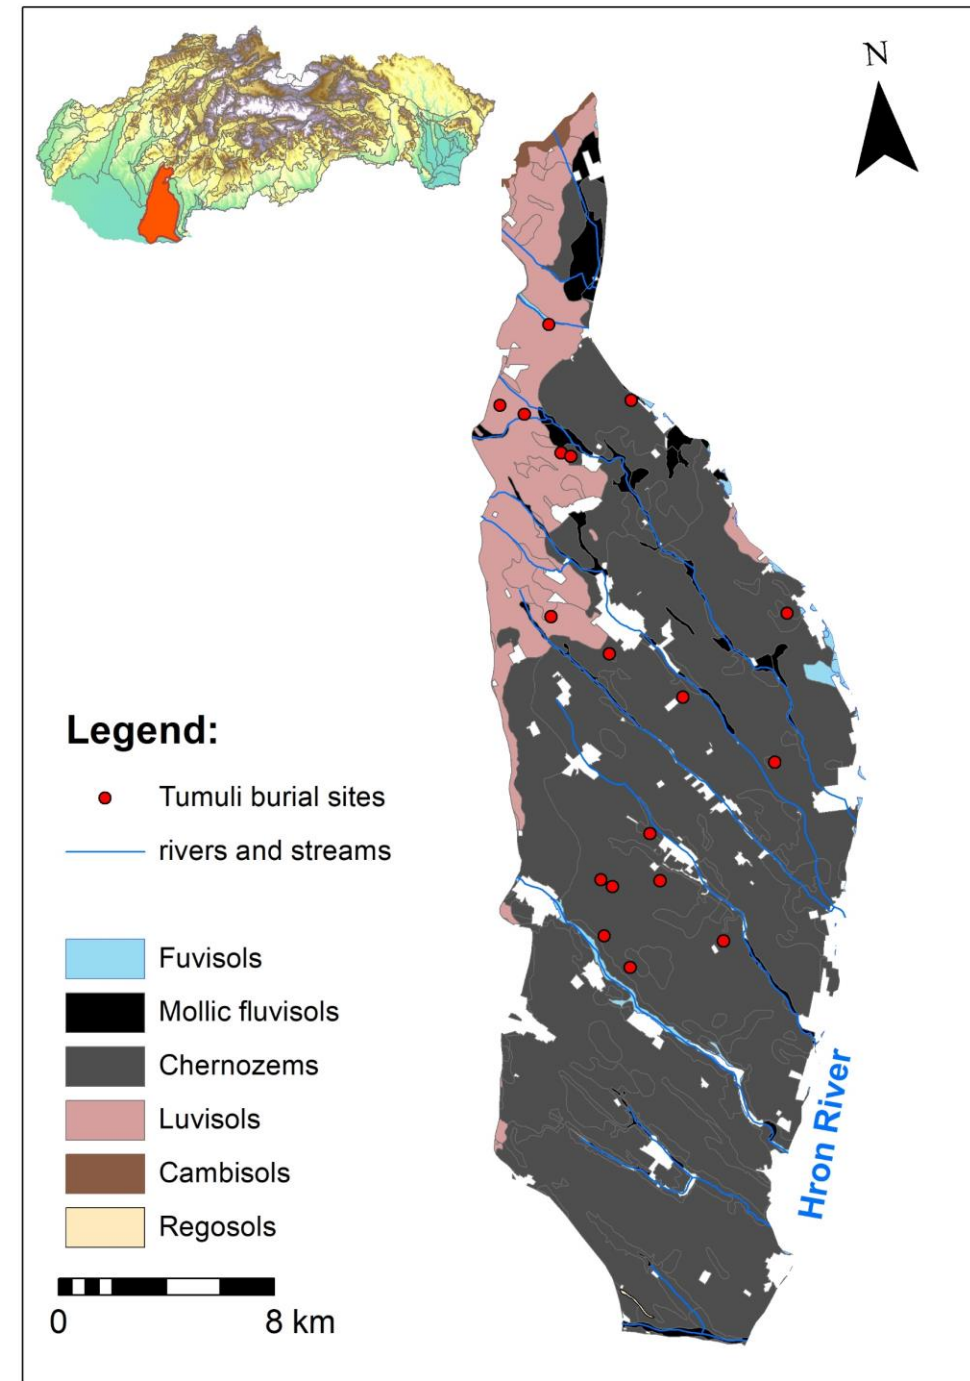 N
Legend:
Tumuli burial sites
rivers and streams
Fuvisols
Mollic fluvisols
Chernozems
Luvisols
Cambisols
Regosols
0 8 km
Hron River